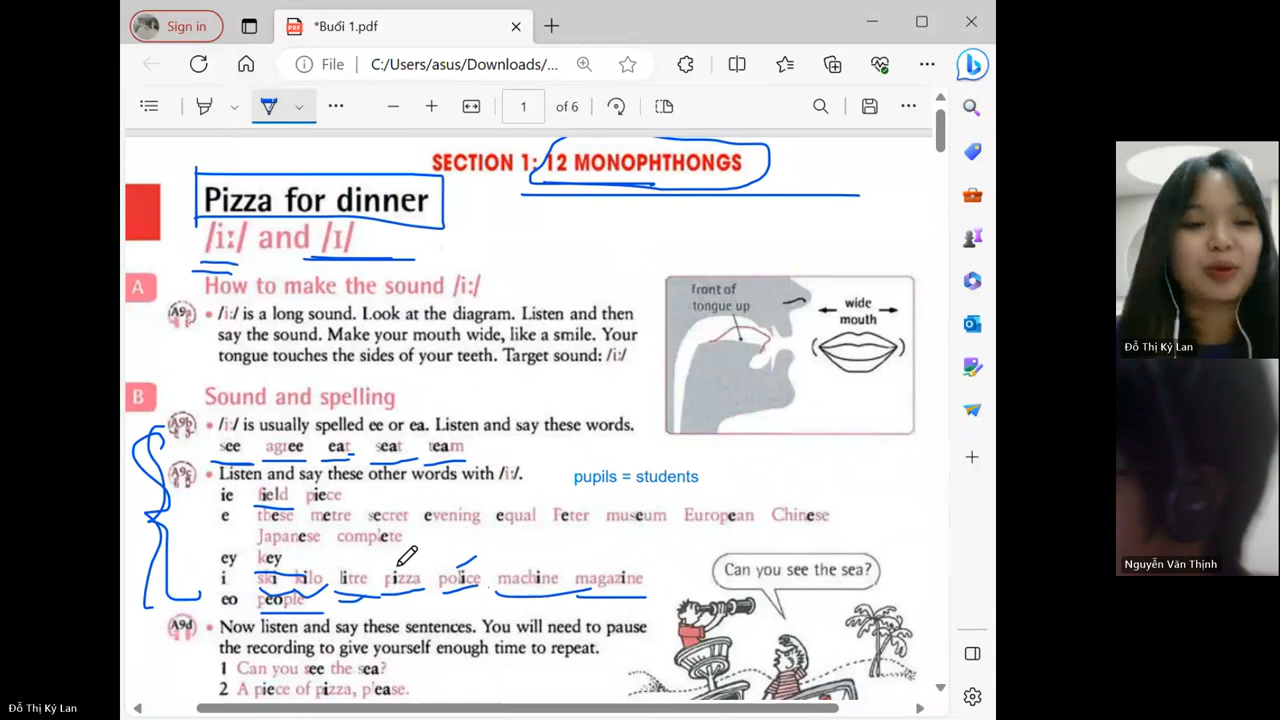 Sign in
*Buổi 1.pdf
File
C:/Users/asus/Downloads/...
1 of 6
SECTION 1: 12 MONOPHTHONGS
Pizza for dinner
/iː/ and /ɪ/
A How to make the sound /iː/
A9a • /iː/ is a long sound. Look at the diagram. Listen and then
say the sound. Make your mouth wide, like a smile. Your
tongue touches the sides of your teeth. Target sound: /iː/
front of
tongue up
wide
mouth
B Sound and spelling
A9b • /iː/ is usually spelled ee or ea. Listen and say these words.
see agree eat seat team
A9c • Listen and say these other words with /iː/.
pupils = students
ie field piece
e these metre secret evening equal Peter museum European Chinese
Japanese complete
ey key
i ski kilo litre pizza police machine magazine
eo people
Can you see the sea?
A9d • Now listen and say these sentences. You will need to pause
the recording to give yourself enough time to repeat.
1 Can you see the sea?
2 A piece of pizza, please.
Đỗ Thị Kỷ Lan
Nguyễn Văn Thịnh
Đỗ Thị Kỷ Lan